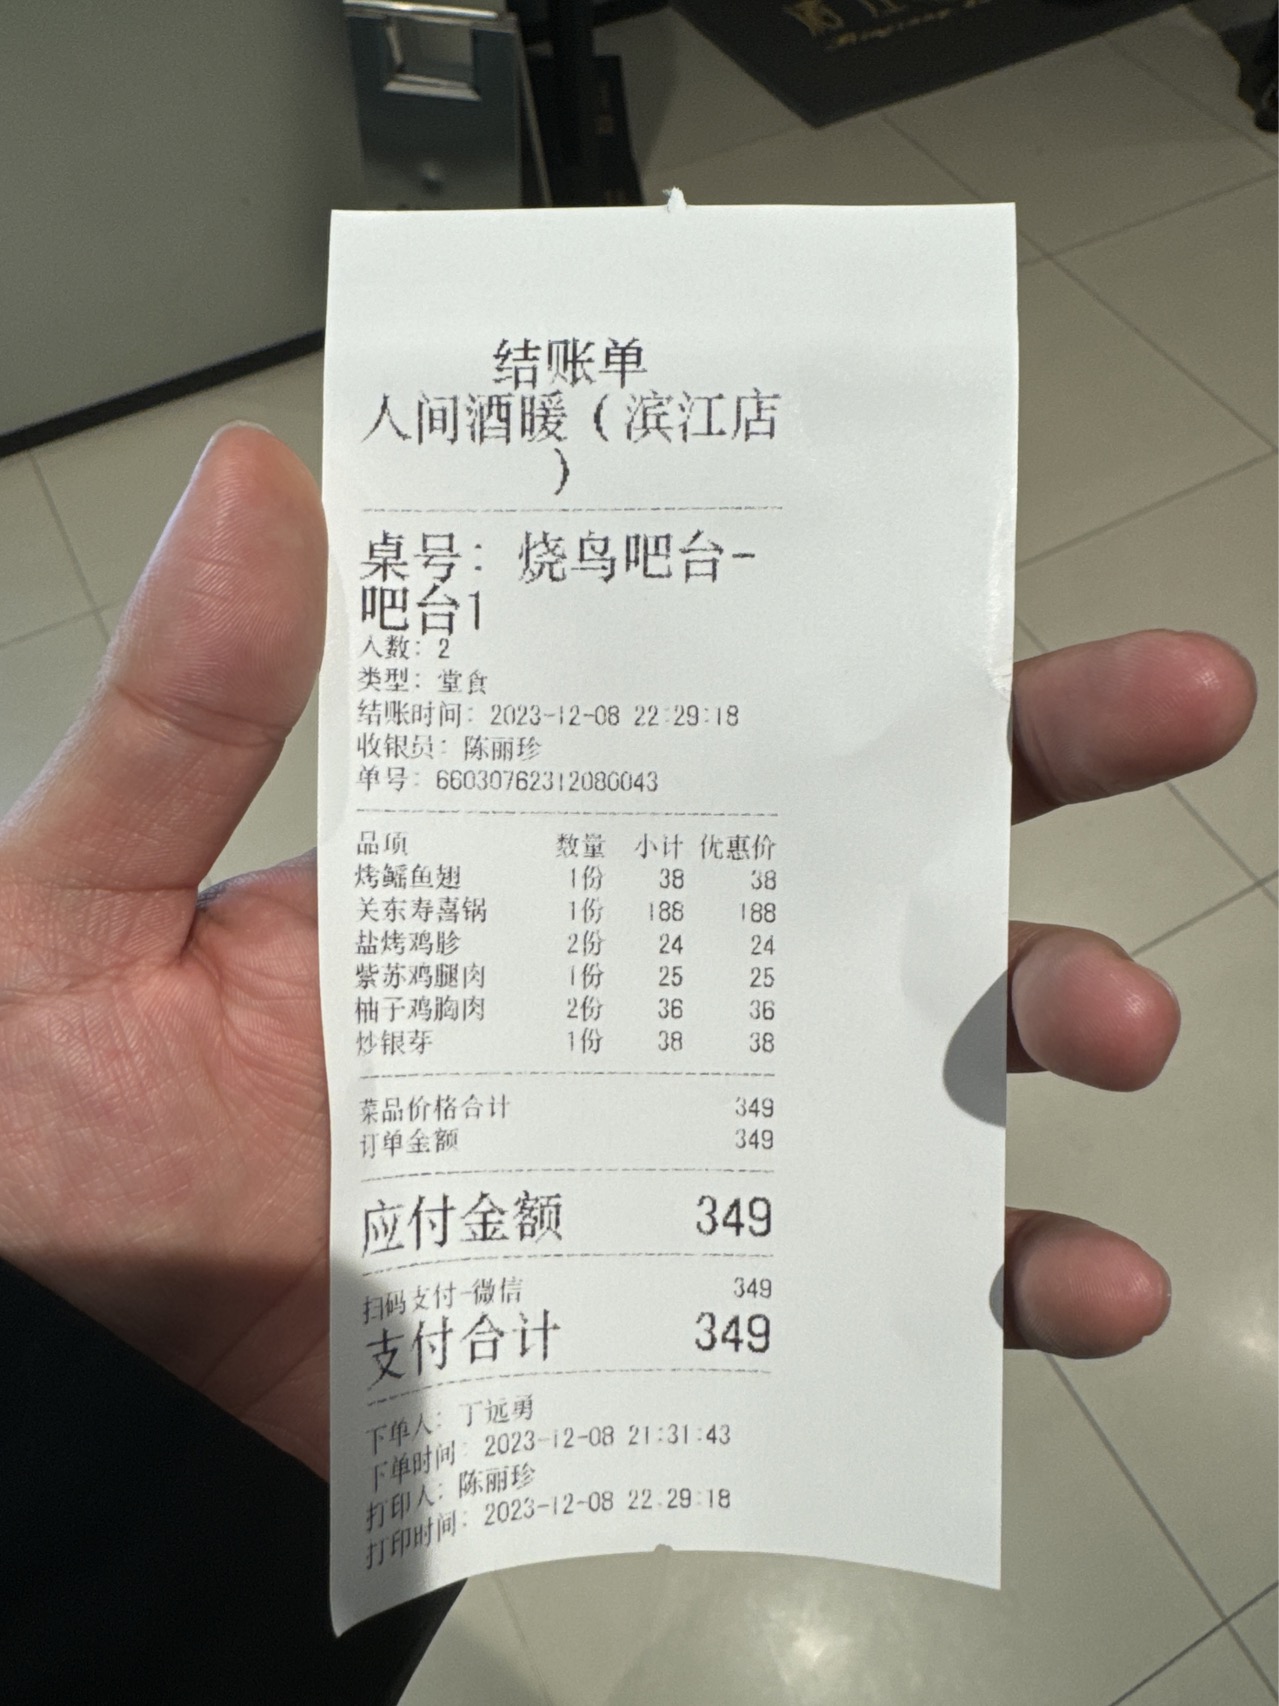 结账单
人间酒暖（滨江店
）
桌号：烧鸟吧台-
吧台1
人数：2
类型：堂食
结账时间：2023-12-08 22:29:18
收银员：陈丽珍
单号：66030762312080043
品项 数量 小计 优惠价
烤鳐鱼翅 1份 38 38
关东寿喜锅 1份 188 188
盐烤鸡胗 2份 24 24
紫苏鸡腿肉 1份 25 25
柚子鸡胸肉 2份 36 36
炒银芽 1份 38 38
菜品价格合计 349
订单金额 349
应付金额 349
扫码支付-微信 349
支付合计 349
下单人：丁远勇
下单时间：2023-12-08 21:31:43
打印人：陈丽珍
打印时间：2023-12-08 22:29:18